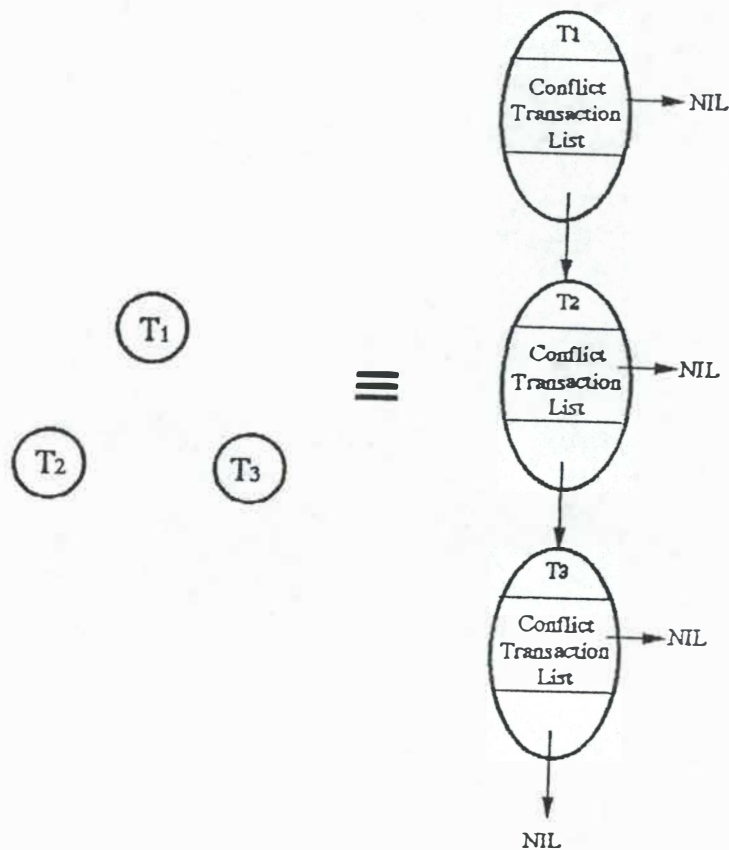 T1
T2
T3
≡
T1
Conflict
Transaction
List
NIL
T2
Conflict
Transaction
List
NIL
T3
Conflict
Transaction
List
NIL
NIL